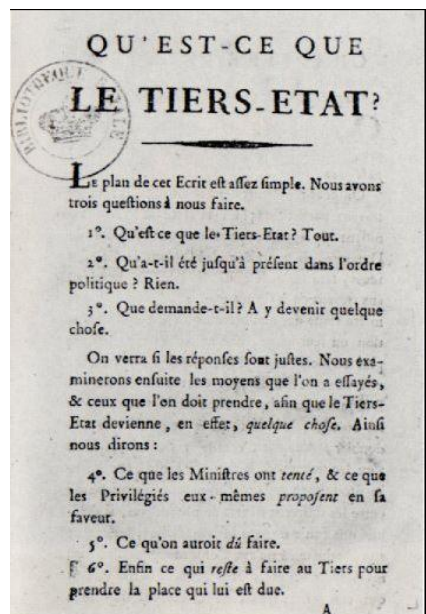 QU'EST-CE QUE
LE TIERS-ETAT?
BIBLIOTHEQUE
LE plan de cet Ecrit eſt aſſez ſimple. Nous avons
trois queſtions à nous faire.
1°. Qu'eſt-ce que le Tiers-Etat? Tout.
2°. Qu'a-t-il été juſqu'à préſent dans l'ordre
politique? Rien.
3°. Que demande-t-il? A y devenir quelque
choſe.
On verra ſi les réponſes ſont juſtes. Nous exa-
minerons enſuite les moyens que l'on a eſſayés,
& ceux que l'on doit prendre, afin que le Tiers-
Etat devienne, en effet, quelque choſe. Ainſi
nous dirons:
4°. Ce que les Miniſtres ont tenté, & ce que
les Privilégiés eux-mêmes propoſent en ſa
faveur.
5°. Ce qu'on auroit dû faire.
6°. Enfin ce qui reſte à faire au Tiers pour
prendre la place qui lui eſt due.
A